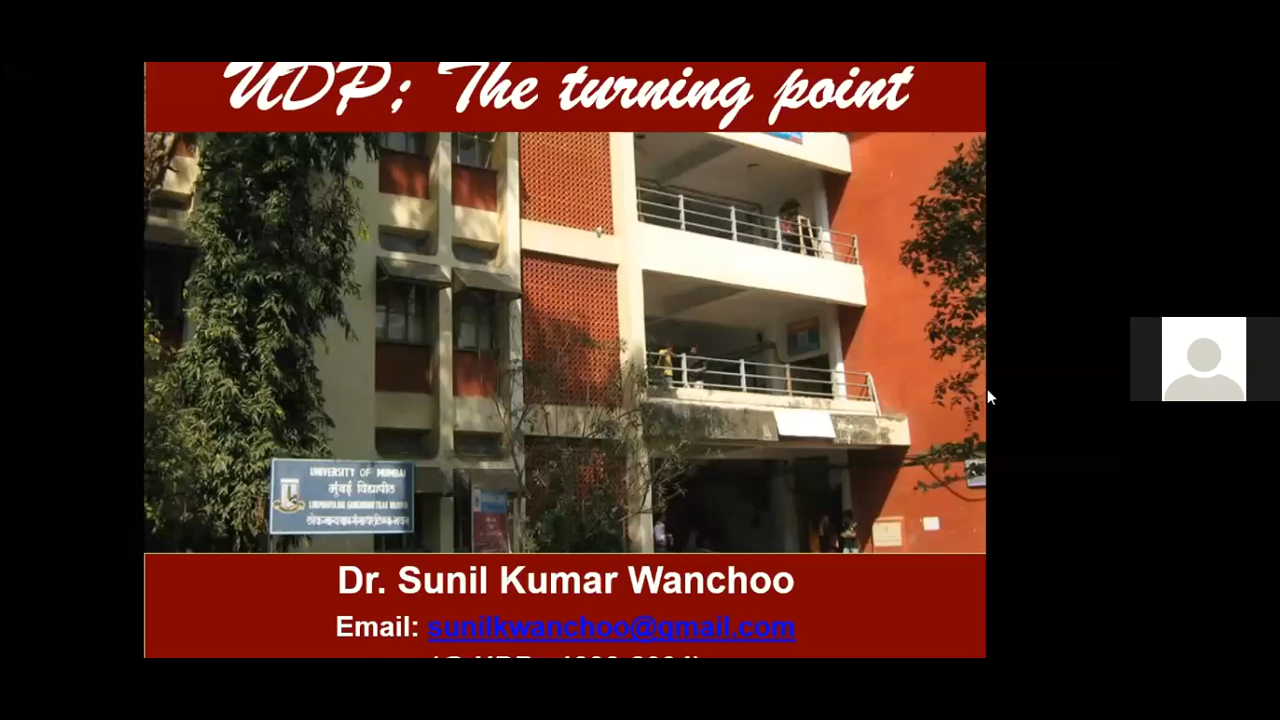 UDP; The turning point
UNIVERSITY OF MUMBAI
मुंबई विद्यापीठ
Dr. Sunil Kumar Wanchoo
Email: sunilkwanchoo@gmail.com